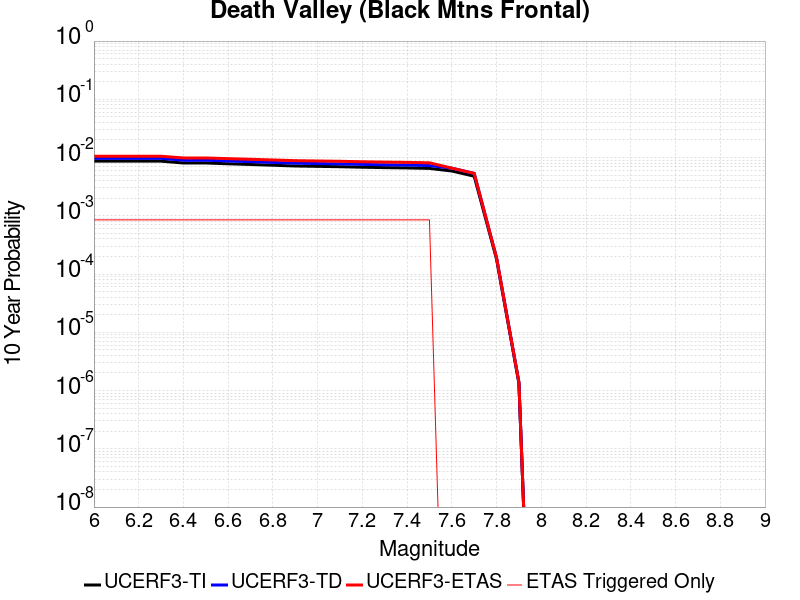 Death Valley (Black Mtns Frontal)
10^0
10^-1
10^-2
10^-3
10^-4
10^-5
10^-6
10^-7
10^-8
10 Year Probability
6 6.2 6.4 6.6 6.8 7 7.2 7.4 7.6 7.8 8 8.2 8.4 8.6 8.8 9
Magnitude
UCERF3-TI UCERF3-TD UCERF3-ETAS ETAS Triggered Only